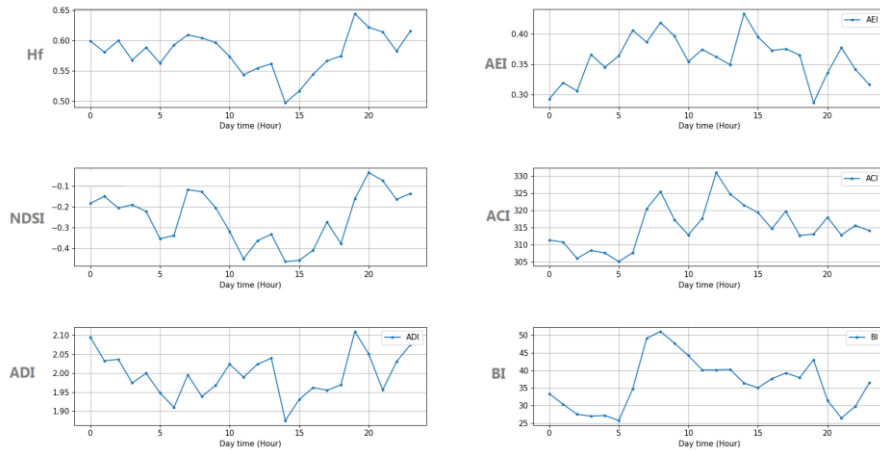 Hf
0.65
0.60
0.55
0.50
0 5 10 15 20
Day time (Hour)
AEI
AEI
0.40
0.35
0.30
0 5 10 15 20
Day time (Hour)
NDSI
−0.1
−0.2
−0.3
−0.4
0 5 10 15 20
Day time (Hour)
ACI
ACI
330
325
320
315
310
305
0 5 10 15 20
Day time (Hour)
ADI
ADI
2.10
2.05
2.00
1.95
1.90
0 5 10 15 20
Day time (Hour)
BI
BI
50
45
40
35
30
25
0 5 10 15 20
Day time (Hour)